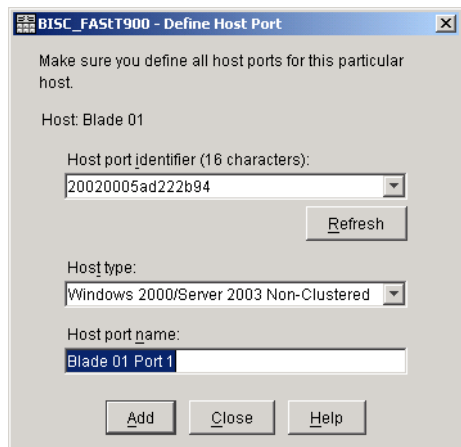 BISC_FAStT900 - Define Host Port
Make sure you define all host ports for this particular
host.
Host: Blade 01
Host port identifier (16 characters):
20020005ad222b94
Refresh
Host type:
Windows 2000/Server 2003 Non-Clustered
Host port name:
Blade 01 Port 1
Add Close Help